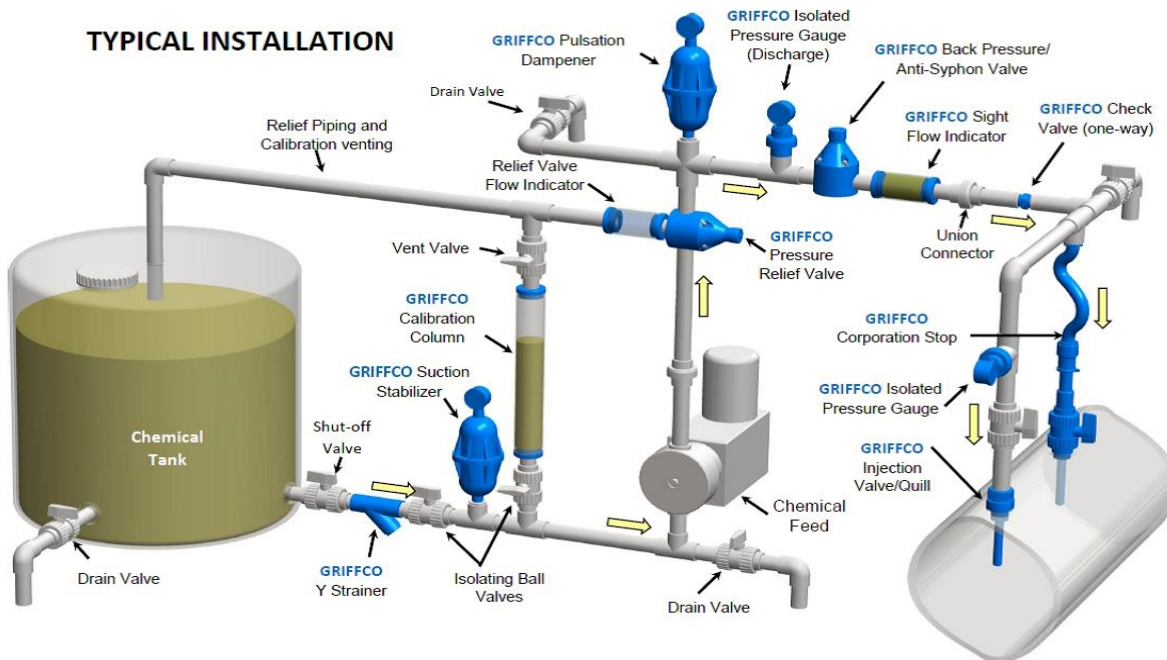 TYPICAL INSTALLATION
GRIFFCO Pulsation
Dampener
GRIFFCO Isolated
Pressure Gauge
(Discharge)
GRIFFCO Back Pressure/
Anti-Syphon Valve
Drain Valve
GRIFFCO Sight
Flow Indicator
GRIFFCO Check
Valve (one-way)
Relief Piping and
Calibration venting
Relief Valve
Flow Indicator
Union
Connector
Vent Valve
GRIFFCO
Pressure
Relief Valve
GRIFFCO
Calibration
Column
GRIFFCO
Corporation Stop
GRIFFCO Suction
Stabilizer
GRIFFCO Isolated
Pressure Gauge
Chemical
Tank
Shut-off
Valve
GRIFFCO
Injection
Valve/Quill
Chemical
Feed
Drain Valve
GRIFFCO
Y Strainer
Isolating Ball
Valves
Drain Valve